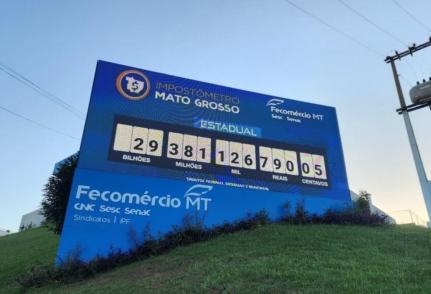 IMPOSTÔMETRO
MATO GROSSO
Fecomércio MT
Sesc Senac
ESTADUAL
29 381 126 790 05
BILHÕES MILHÕES MIL REAIS CENTAVOS
Fecomércio MT
CNC Sesc Senac
Sindicatos | IPF